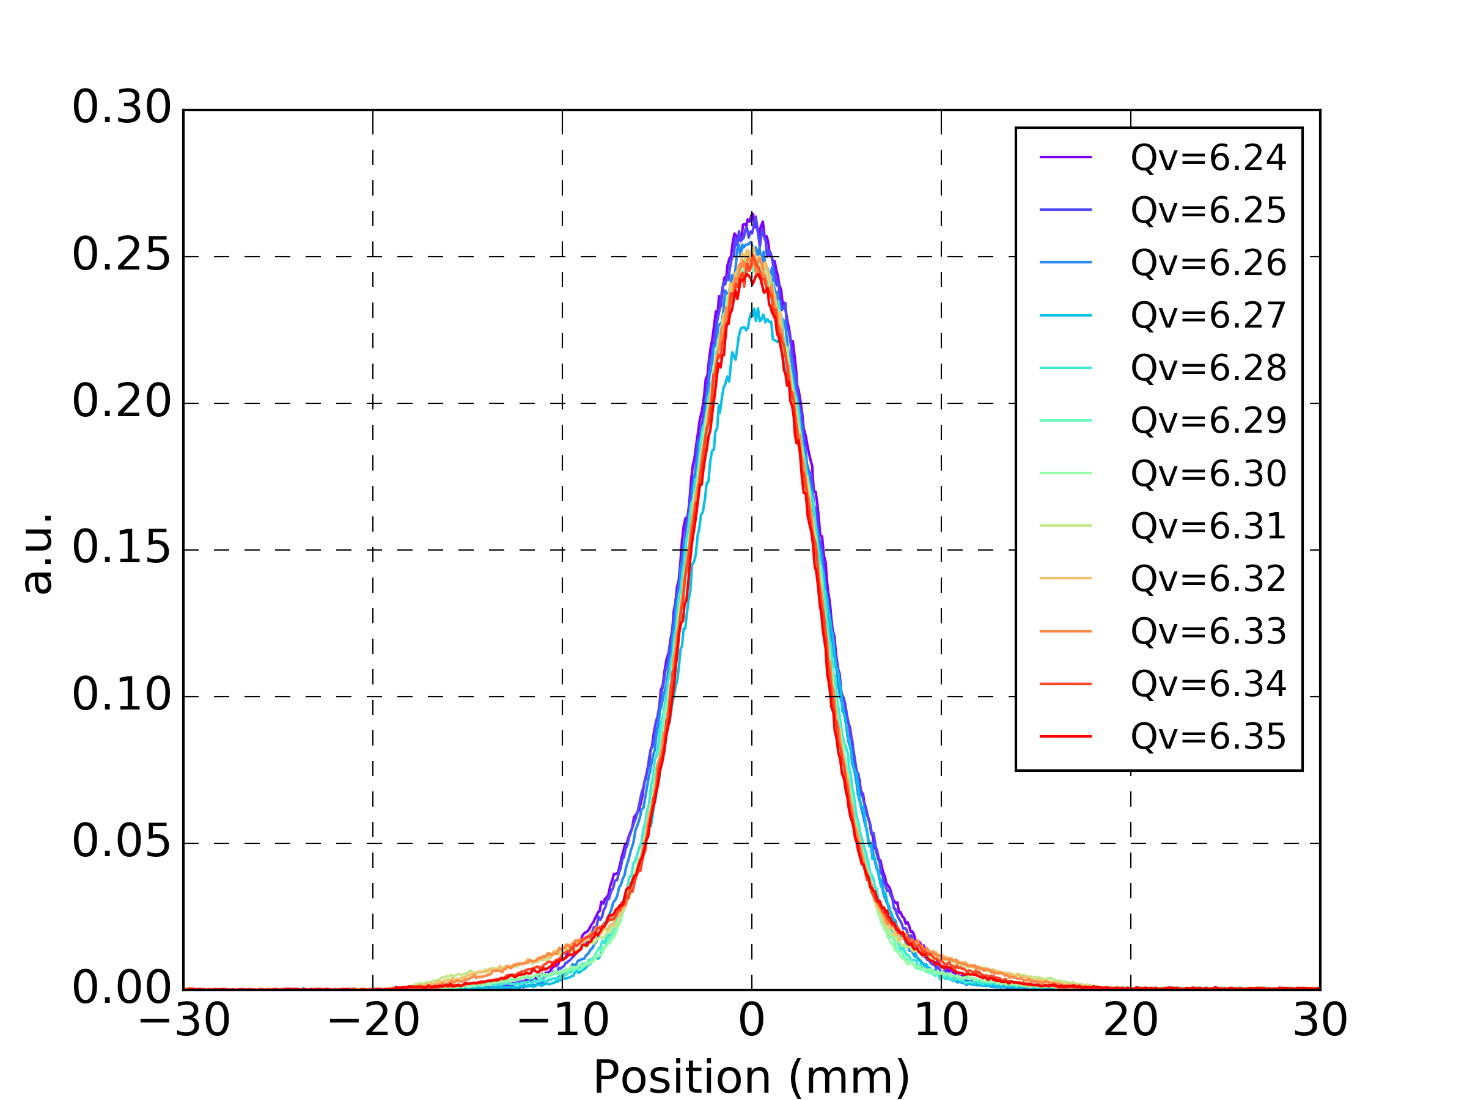 0.30
0.25
0.20
0.15
0.10
0.05
0.00
a.u.
−30
−20
−10
0
10
20
30
Position (mm)
Qv=6.24
Qv=6.25
Qv=6.26
Qv=6.27
Qv=6.28
Qv=6.29
Qv=6.30
Qv=6.31
Qv=6.32
Qv=6.33
Qv=6.34
Qv=6.35